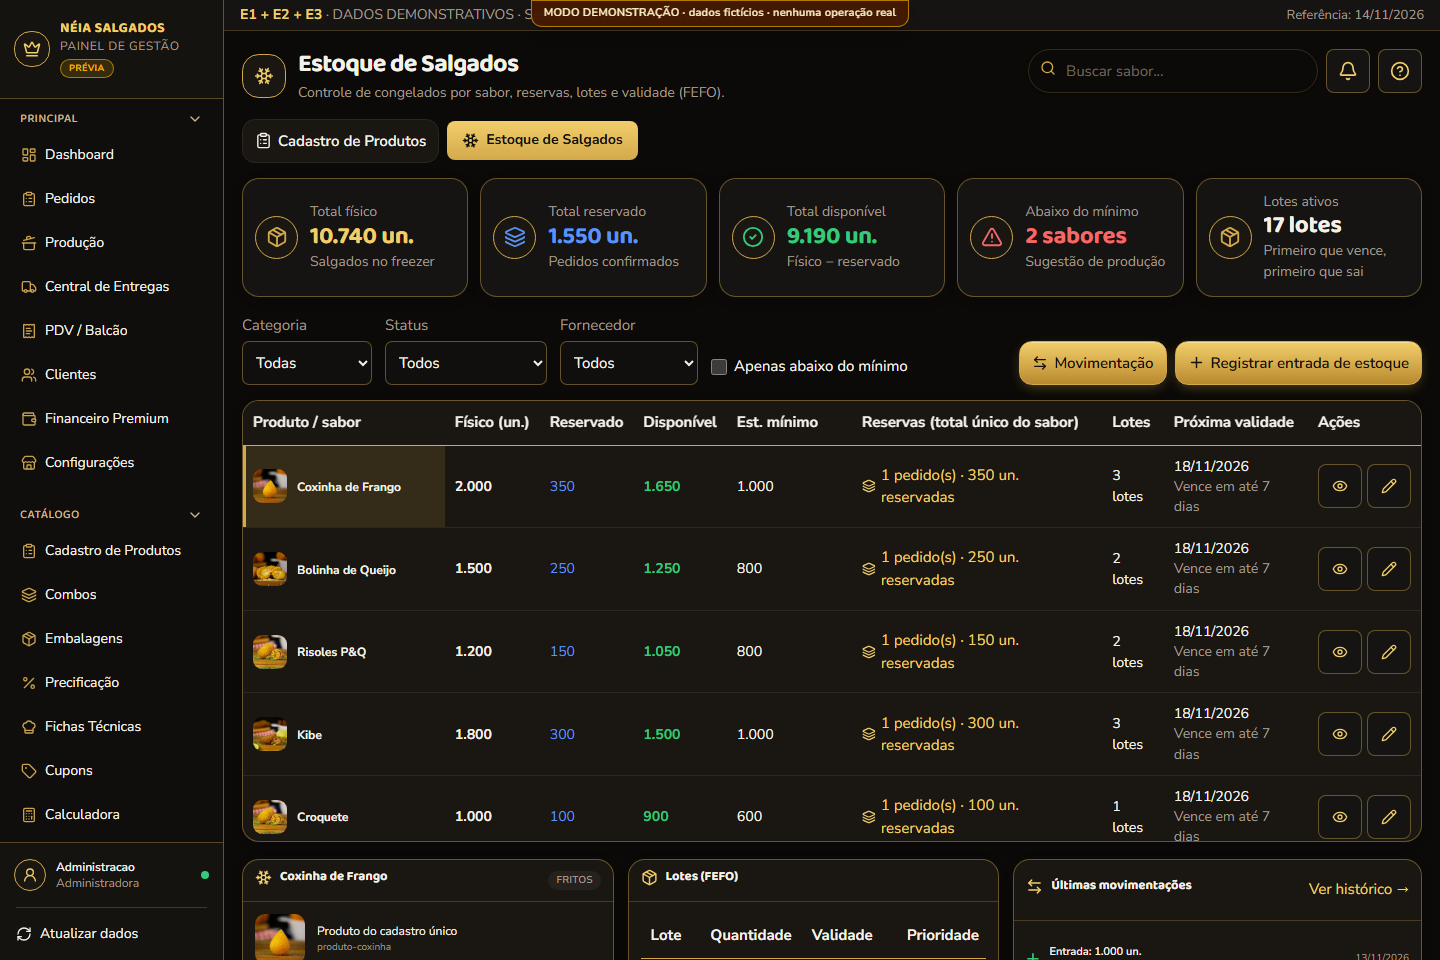 NÉIA SALGADOS
PAINEL DE GESTÃO
PRÉVIA
PRINCIPAL
Dashboard
Pedidos
Produção
Central de Entregas
PDV / Balcão
Clientes
Financeiro Premium
Configurações
CATÁLOGO
Cadastro de Produtos
Combos
Embalagens
Precificação
Fichas Técnicas
Cupons
Calculadora
Administracao
Administradora
Atualizar dados
E1 + E2 + E3 · DADOS DEMONSTRATIVOS · S
MODO DEMONSTRAÇÃO · dados fictícios · nenhuma operação real
Referência: 14/11/2026
Estoque de Salgados
Controle de congelados por sabor, reservas, lotes e validade (FEFO).
Buscar sabor...
Cadastro de Produtos
Estoque de Salgados
Total físico
10.740 un.
Salgados no freezer
Total reservado
1.550 un.
Pedidos confirmados
Total disponível
9.190 un.
Físico − reservado
Abaixo do mínimo
2 sabores
Sugestão de produção
Lotes ativos
17 lotes
Primeiro que vence,
primeiro que sai
Categoria
Todas
Status
Todos
Fornecedor
Todos
Apenas abaixo do mínimo
Movimentação
Registrar entrada de estoque
Produto / sabor Físico (un.) Reservado Disponível Est. mínimo Reservas (total único do sabor) Lotes Próxima validade Ações
Coxinha de Frango 2.000 350 1.650 1.000 1 pedido(s) · 350 un. reservadas 3 lotes 18/11/2026 Vence em até 7 dias
Bolinha de Queijo 1.500 250 1.250 800 1 pedido(s) · 250 un. reservadas 2 lotes 18/11/2026 Vence em até 7 dias
Risoles P&Q 1.200 150 1.050 800 1 pedido(s) · 150 un. reservadas 2 lotes 18/11/2026 Vence em até 7 dias
Kibe 1.800 300 1.500 1.000 1 pedido(s) · 300 un. reservadas 3 lotes 18/11/2026 Vence em até 7 dias
Croquete 1.000 100 900 600 1 pedido(s) · 100 un. reservadas 1 lotes 18/11/2026 Vence em até 7 dias
Coxinha de Frango
FRITOS
Produto do cadastro único
produto-coxinha
Lotes (FEFO)
Lote Quantidade Validade Prioridade
Últimas movimentações
Ver histórico →
Entrada: 1.000 un.
13/11/2026